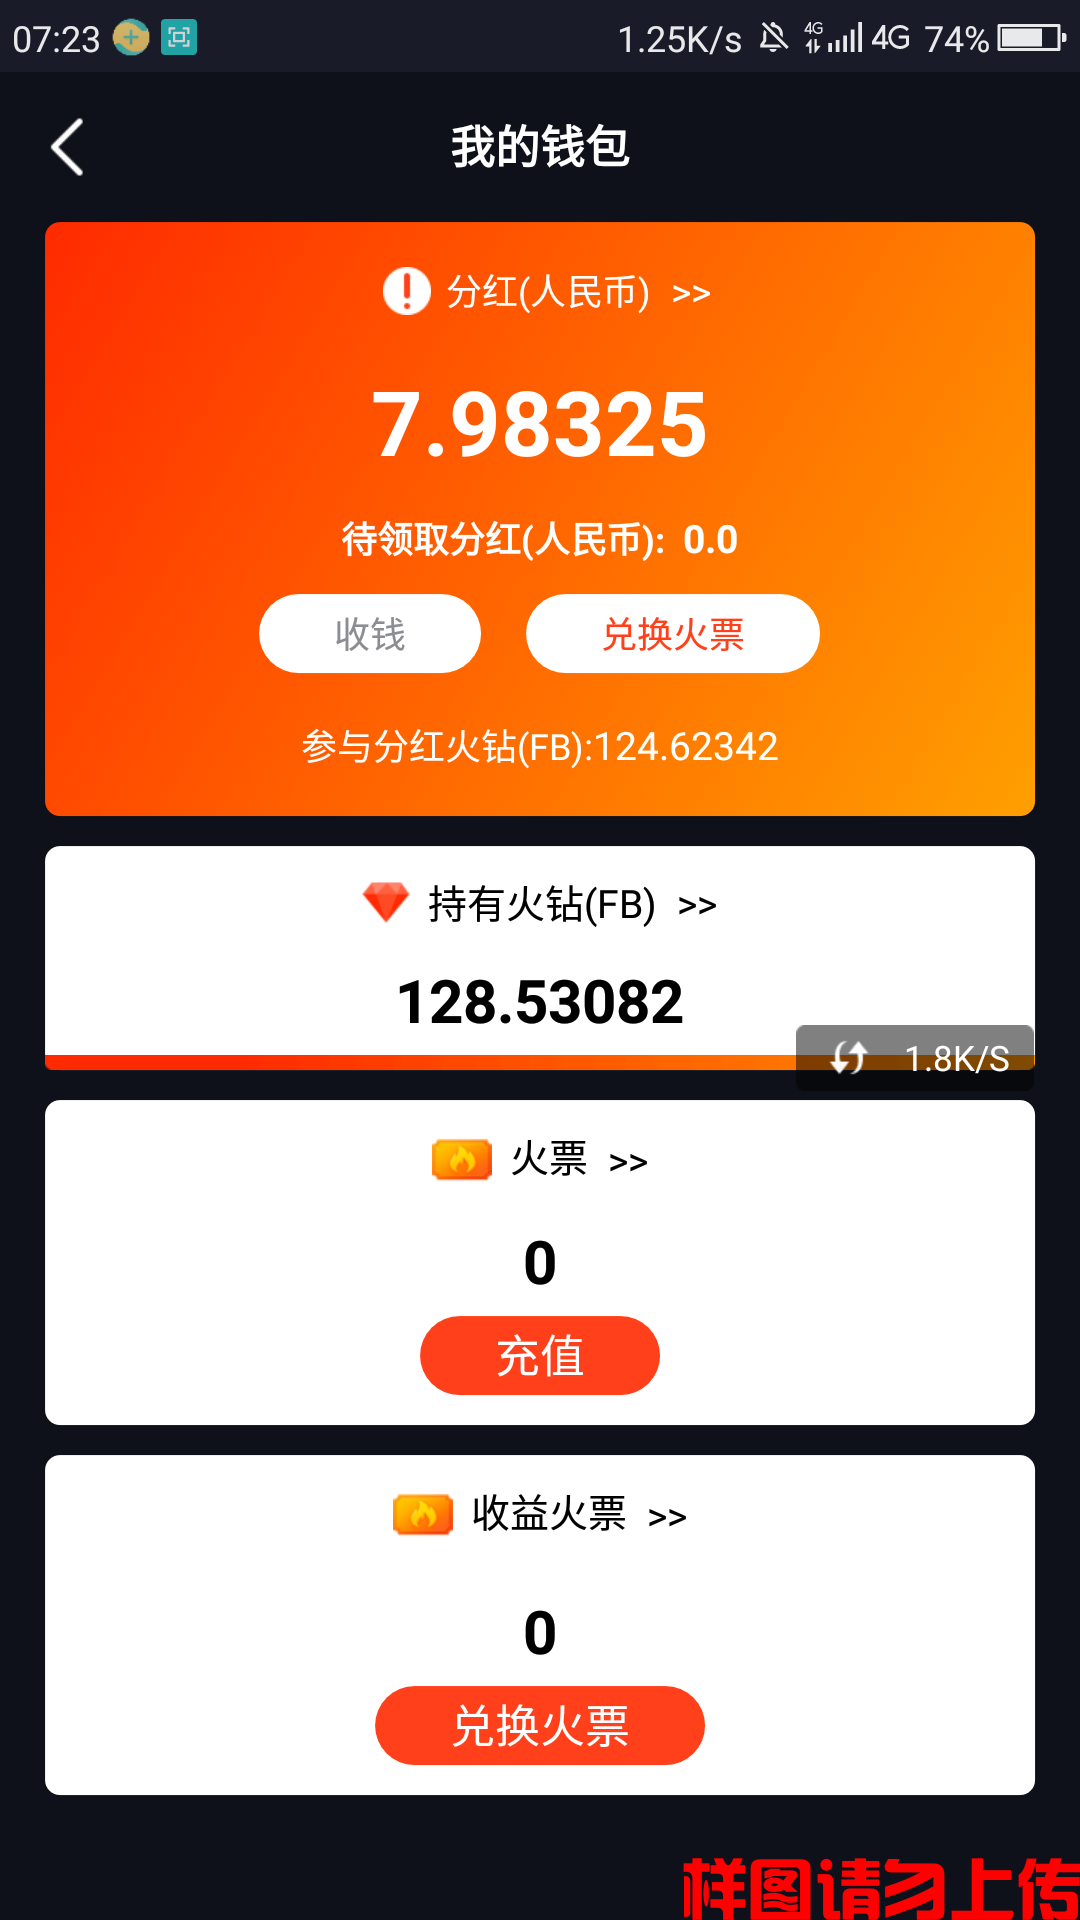 07:23 1.25K/s 4G 4G 74%
我的钱包
分红(人民币) >>
7.98325
待领取分红(人民币): 0.0
收钱 兑换火票
参与分红火钻(FB):124.62342
持有火钻(FB) >>
128.53082
1.8K/S
火票 >>
0
充值
收益火票 >>
0
兑换火票
样图请勿上传